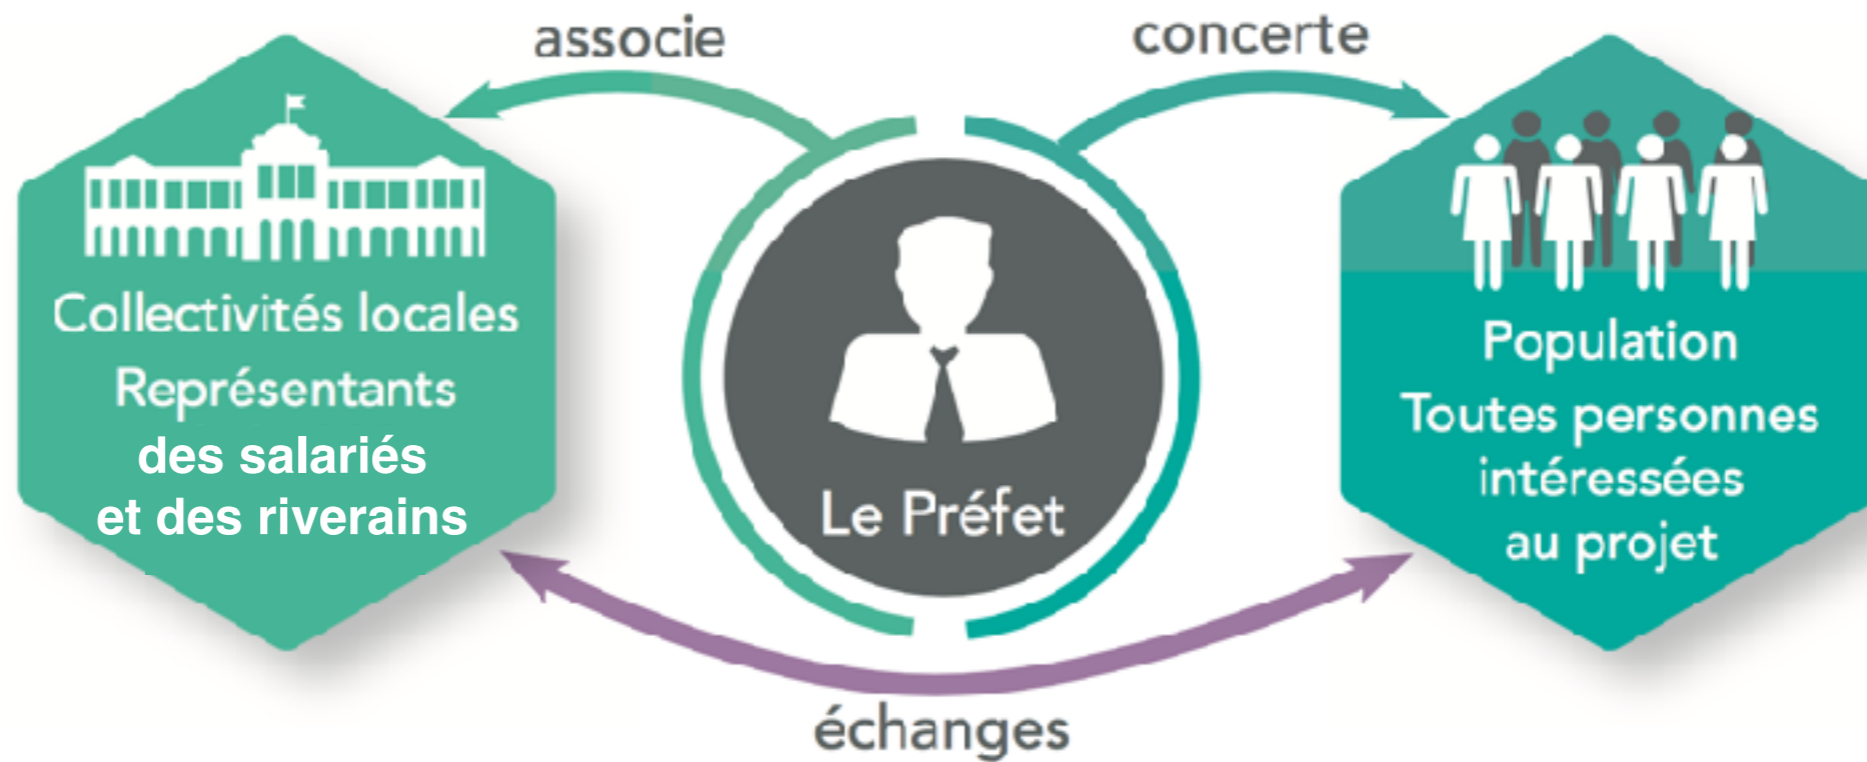 associe
concerte
Collectivités locales
Représentants
des salariés
et des riverains
Le Préfet
Population
Toutes personnes
intéressées
au projet
échanges